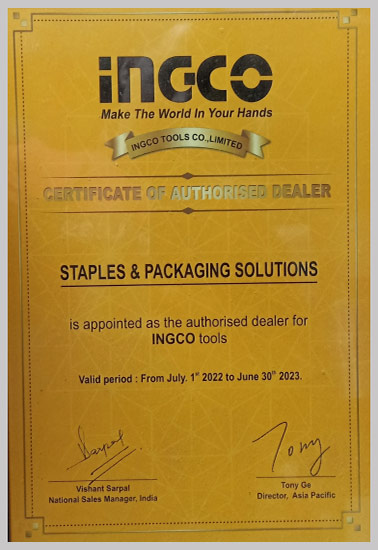 INGCO
Make The World In Your Hands
INGCO TOOLS CO.,LIMITED
CERTIFICATE OF AUTHORISED DEALER
STAPLES & PACKAGING SOLUTIONS
is appointed as the authorised dealer for
INGCO tools
Valid period : From July. 1st 2022 to June 30th 2023.
Sarpal
Tony
Vishant Sarpal
National Sales Manager, India
Tony Ge
Director, Asia Pacific